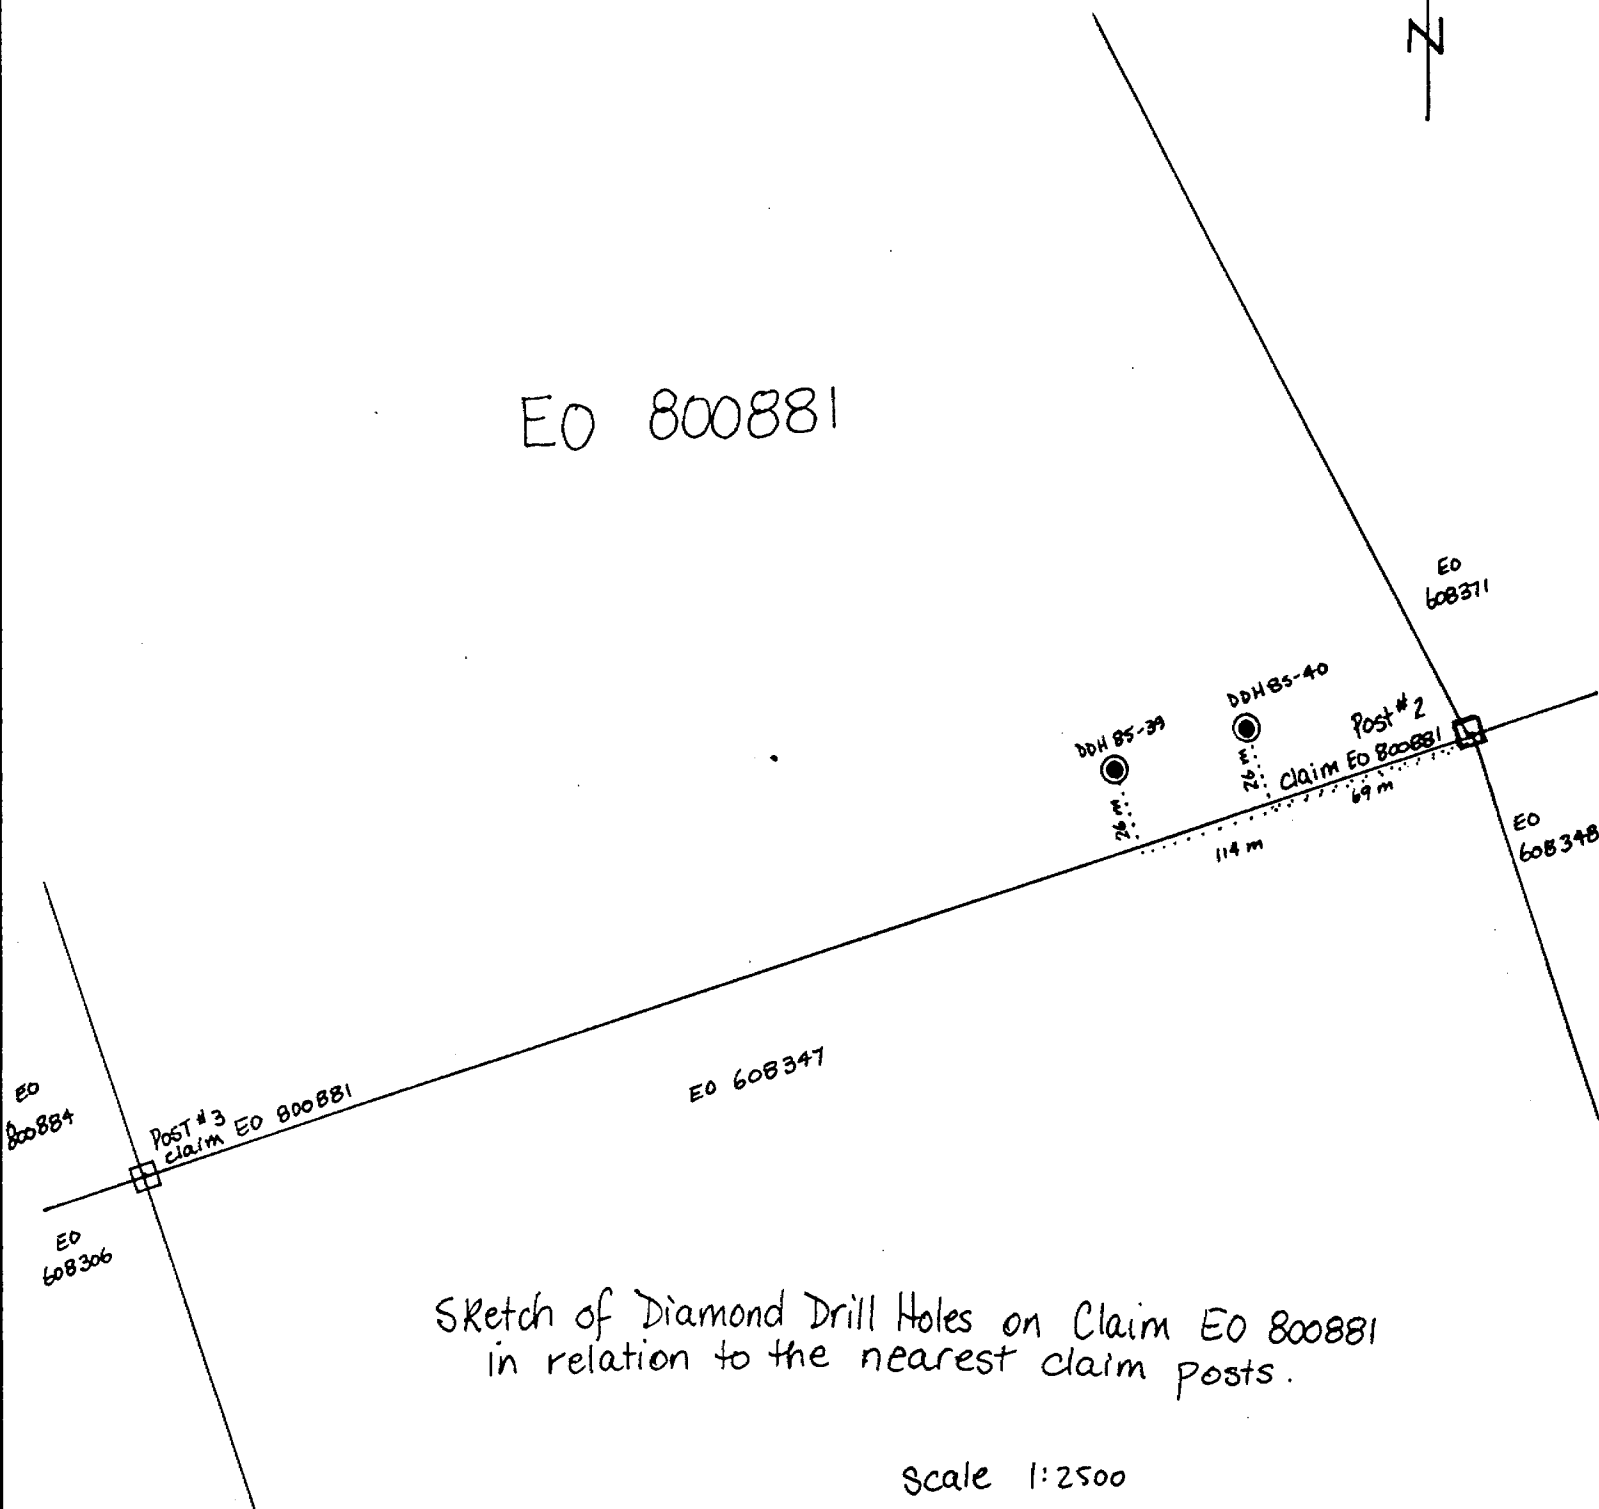 N
EO 800881
EO
608371
DDH 85-40
DDH 85-39
Post #2
claim EO 800881
26 m
26 m
69 m
114 m
EO
608348
EO 608347
EO
800884
POST #3
claim EO 800881
EO
608306
Sketch of Diamond Drill Holes on Claim EO 800881
in relation to the nearest claim posts.
Scale 1:2500